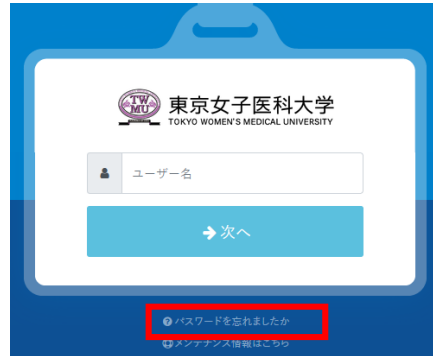 TWMU
東京女子医科大学
TOKYO WOMEN'S MEDICAL UNIVERSITY
ユーザー名
次へ
パスワードを忘れましたか
メンテナンス情報はこちら